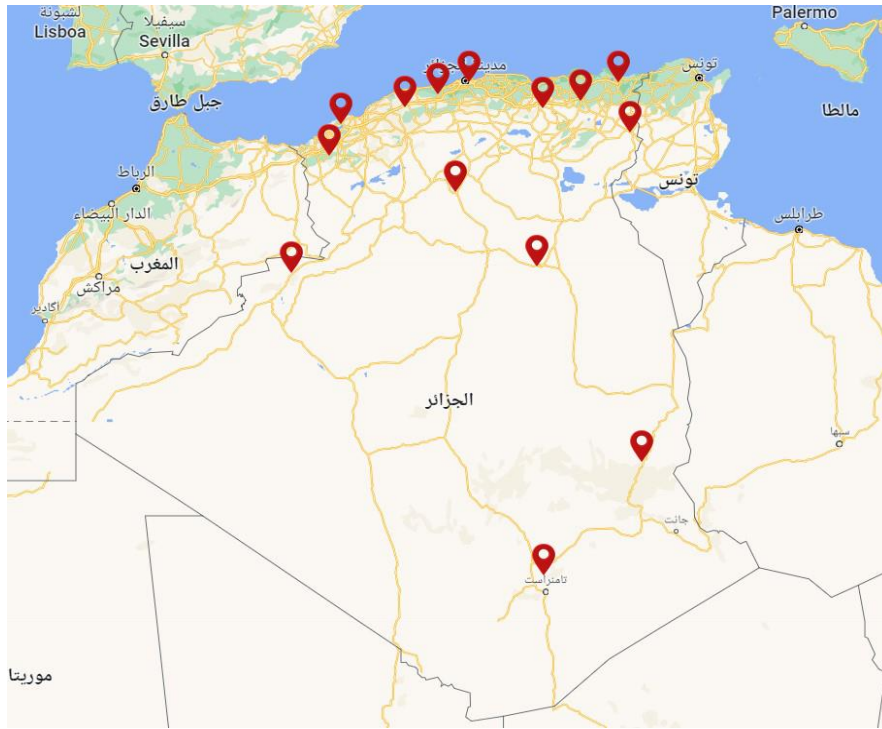 لشبونة
Lisboa
سيفيلا
Sevilla
Palermo
تونس
مالطا
جبل طارق
الرباط
الدار البيضاء
تونس
طرابلس
المغرب
مراكش
أكادير
الجزائر
سبها
جانت
تامنراست
موريتا